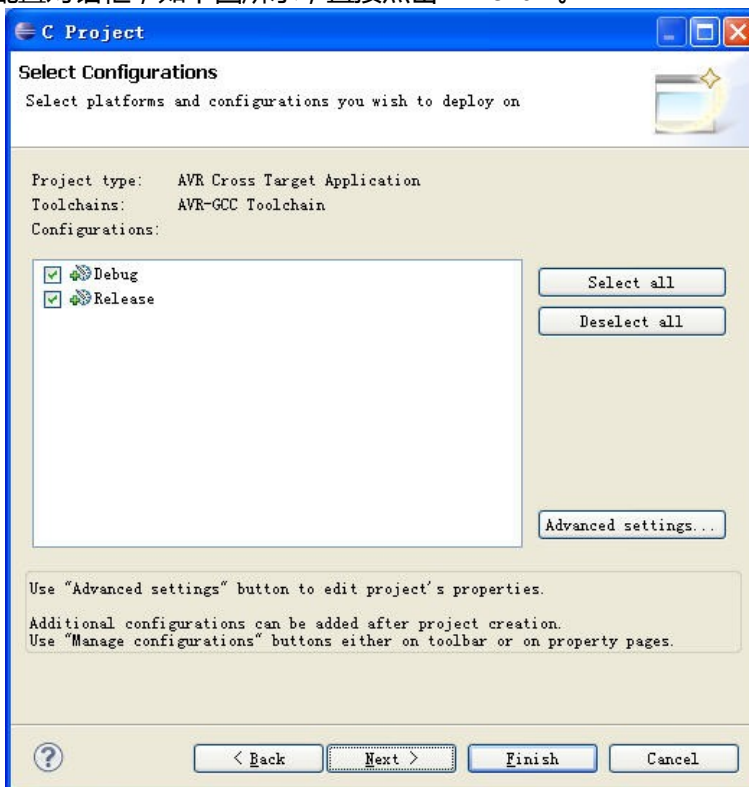 C Project
Select Configurations
Select platforms and configurations you wish to deploy on
Project type: AVR Cross Target Application
Toolchains: AVR-GCC Toolchain
Configurations:
Debug
Release
Select all
Deselect all
Advanced settings...
Use "Advanced settings" button to edit project's properties.
Additional configurations can be added after project creation.
Use "Manage configurations" buttons either on toolbar or on property pages.
< Back
Next >
Finish
Cancel